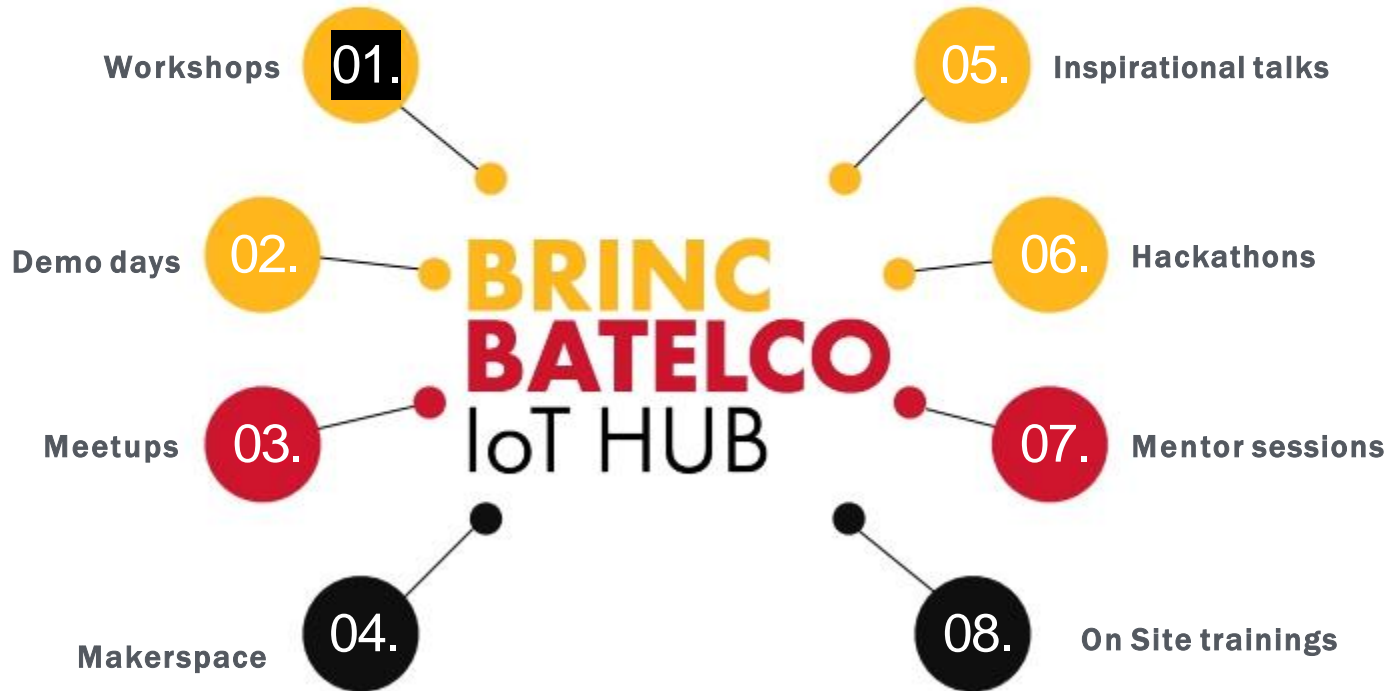 Workshops
01.
Demo days
02.
Meetups
03.
Makerspace
04.
BRINC
BATELCO
IoT HUB
05.
Inspirational talks
06.
Hackathons
07.
Mentor sessions
08.
On Site trainings